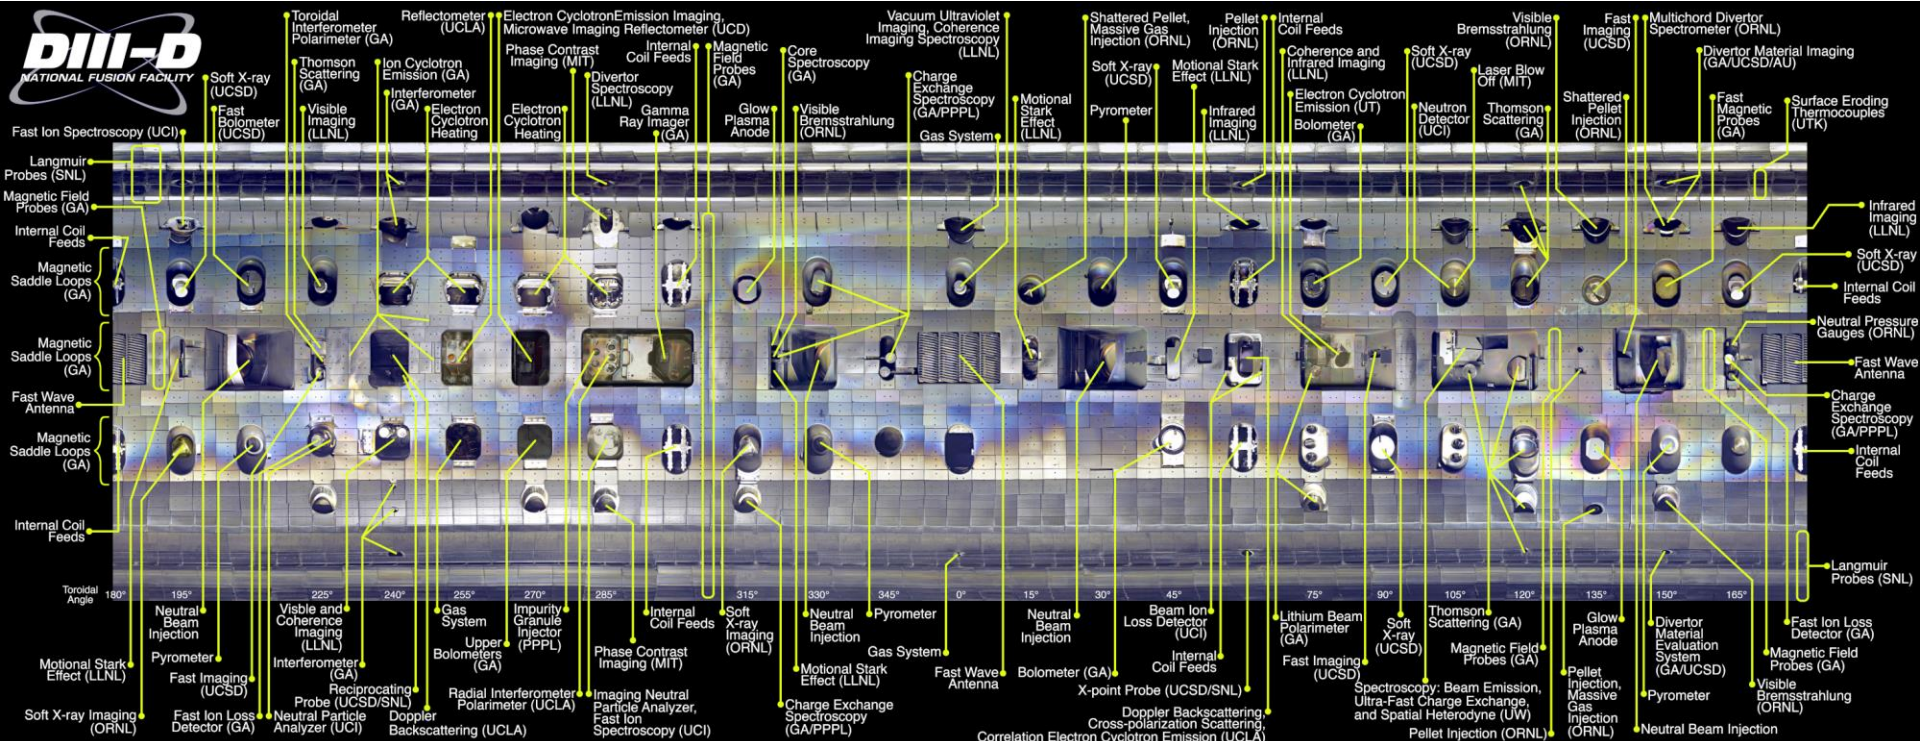 DIII-D
NATIONAL FUSION FACILITY
Toroidal
Interferometer
Polarimeter (GA)
Reflectometer
(UCLA)
Electron CyclotronEmission Imaging,
Microwave Imaging Reflectometer (UCD)
Vacuum Ultraviolet
Imaging, Coherence
Imaging Spectroscopy
(LLNL)
Shattered Pellet,
Massive Gas
Injection (ORNL)
Pellet
Injection
(ORNL)
Internal
Coil Feeds
Visible
Bremsstrahlung
(ORNL)
Fast
Imaging
(UCSD)
Multichord Divertor
Spectrometer (ORNL)
Soft X-ray
(UCSD)
Thomson
Scattering
(GA)
Ion Cyclotron
Emission (GA)
Phase Contrast
Imaging (MIT)
Internal
Coil Feeds
Magnetic
Field
Probes
(GA)
Core
Spectroscopy
(GA)
Charge
Exchange
Spectroscopy
(GA/PPPL)
Soft X-ray
(UCSD)
Motional Stark
Effect (LLNL)
Coherence and
Infrared Imaging
(LLNL)
Soft X-ray
(UCSD)
Laser Blow
Off (MIT)
Divertor Material Imaging
(GA/UCSD/AU)
Fast
Bolometer
(UCSD)
Visible
Imaging
(LLNL)
Interferometer
(GA)
Electron
Cyclotron
Heating
Electron
Cyclotron
Heating
Divertor
Spectroscopy
(LLNL)
Gamma
Ray Imager
(GA)
Glow
Plasma
Anode
Visible
Bremsstrahlung
(ORNL)
Gas System
Motional
Stark
Effect
(LLNL)
Pyrometer
Infrared
Imaging
(LLNL)
Electron Cyclotron
Emission (UT)
Bolometer
(GA)
Neutron
Detector
(UCI)
Thomson
Scattering
(GA)
Shattered
Pellet
Injection
(ORNL)
Fast
Magnetic
Probes
(GA)
Surface Eroding
Thermocouples
(UTK)
Fast Ion Spectroscopy (UCI)
Langmuir
Probes (SNL)
Magnetic Field
Probes (GA)
Internal Coil
Feeds
Magnetic
Saddle Loops
(GA)
Magnetic
Saddle Loops
(GA)
Fast Wave
Antenna
Magnetic
Saddle Loops
(GA)
Internal Coil
Feeds
Infrared
Imaging
(LLNL)
Soft X-ray
(UCSD)
Internal Coil
Feeds
Neutral Pressure
Gauges (ORNL)
Fast Wave
Antenna
Charge
Exchange
Spectroscopy
(GA/PPPL)
Internal
Coil
Feeds
Langmuir
Probes (SNL)
Toroidal
Angle
180° 195° 225° 240° 255° 270° 285° 315° 330° 345° 0° 15° 30° 45° 75° 90° 105° 120° 135° 150° 165°
Neutral
Beam
Injection
Visible and
Coherence
Imaging
(LLNL)
Gas
System
Impurity
Granule
Injector
(PPPL)
Internal
Coil Feeds
Soft
X-ray
Imaging
(ORNL)
Neutral
Beam
Injection
Pyrometer
Neutral
Beam
Injection
Beam Ion
Loss Detector
(UCI)
Lithium Beam
Polarimeter
(GA)
Soft
X-ray
(UCSD)
Thomson
Scattering (GA)
Glow
Plasma
Anode
Divertor
Material
Evaluation
System
(GA/UCSD)
Fast Ion Loss
Detector (GA)
Motional Stark
Effect (LLNL)
Pyrometer
Fast Imaging
(UCSD)
Interferometer
(GA)
Upper
Bolometers
(GA)
Phase Contrast
Imaging (MIT)
Motional Stark
Effect (LLNL)
Gas System
Fast Wave
Antenna
Bolometer (GA)
Internal
Coil Feeds
Fast Imaging
(UCSD)
Magnetic Field
Probes (GA)
Magnetic Field
Probes (GA)
Soft X-ray Imaging
(ORNL)
Fast Ion Loss
Detector (GA)
Neutral Particle
Analyzer (UCI)
Reciprocating
Probe (UCSD/SNL)
Doppler
Backscattering (UCLA)
Radial Interferometer
Polarimeter (UCLA)
Imaging Neutral
Particle Analyzer,
Fast Ion
Spectroscopy (UCI)
Charge Exchange
Spectroscopy
(GA/PPPL)
X-point Probe (UCSD/SNL)
Doppler Backscattering,
Cross-polarization Scattering,
Correlation Electron Cyclotron Emission (UCLA)
Spectroscopy: Beam Emission,
Ultra-Fast Charge Exchange,
and Spatial Heterodyne (UW)
Pellet Injection (ORNL)
Pellet
Injection,
Massive
Gas
Injection
(ORNL)
Pyrometer
Neutral Beam Injection
Visible
Bremsstrahlung
(ORNL)